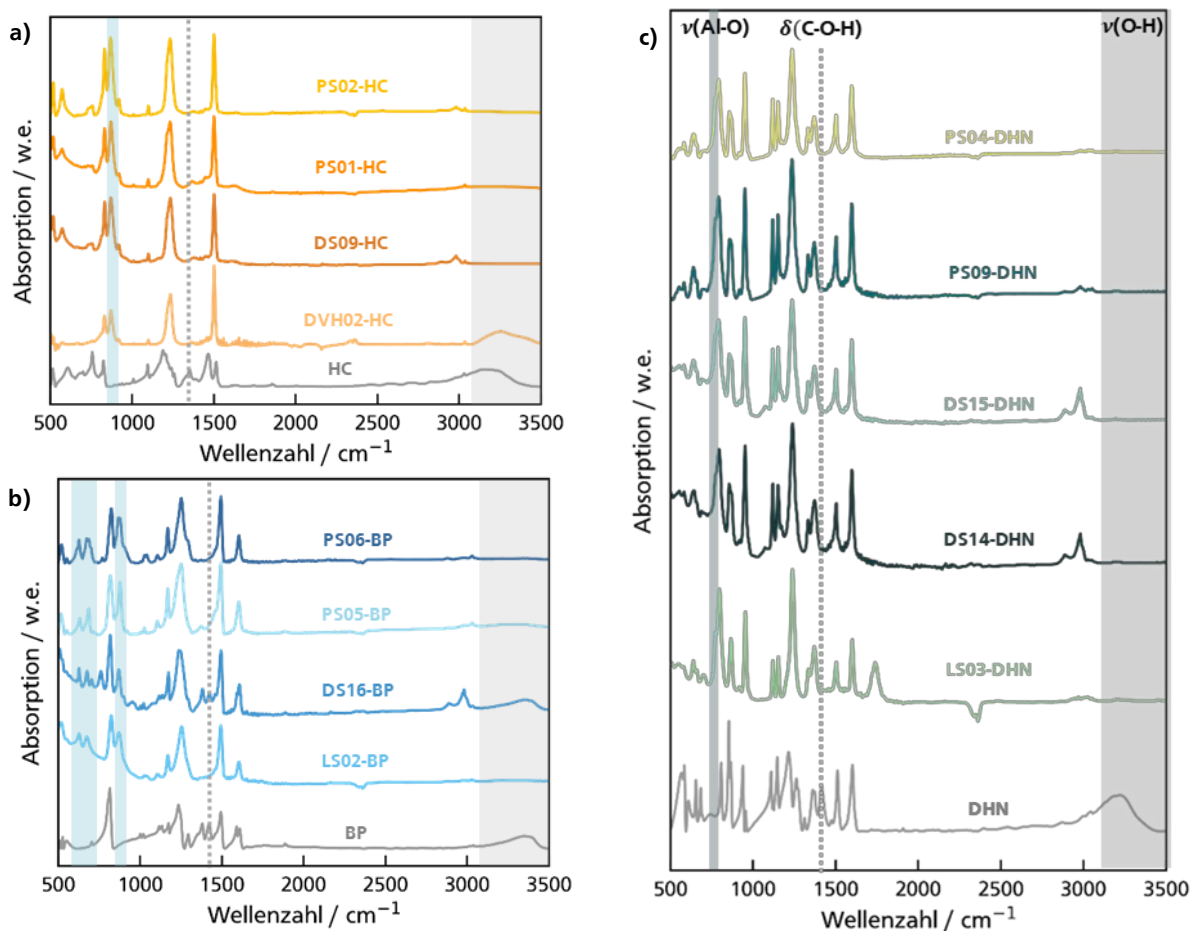 a)
Absorption / w.e.
PS02-HC
PS01-HC
DS09-HC
DVH02-HC
HC
500 1000 1500 2000 2500 3000 3500
Wellenzahl / cm⁻¹
b)
Absorption / w.e.
PS06-BP
PS05-BP
DS16-BP
LS02-BP
BP
500 1000 1500 2000 2500 3000 3500
Wellenzahl / cm⁻¹
c)
ν(Al-O) δ(C-O-H) ν(O-H)
Absorption / w.e.
PS04-DHN
PS09-DHN
DS15-DHN
DS14-DHN
LS03-DHN
DHN
500 1000 1500 2000 2500 3000 3500
Wellenzahl / cm⁻¹